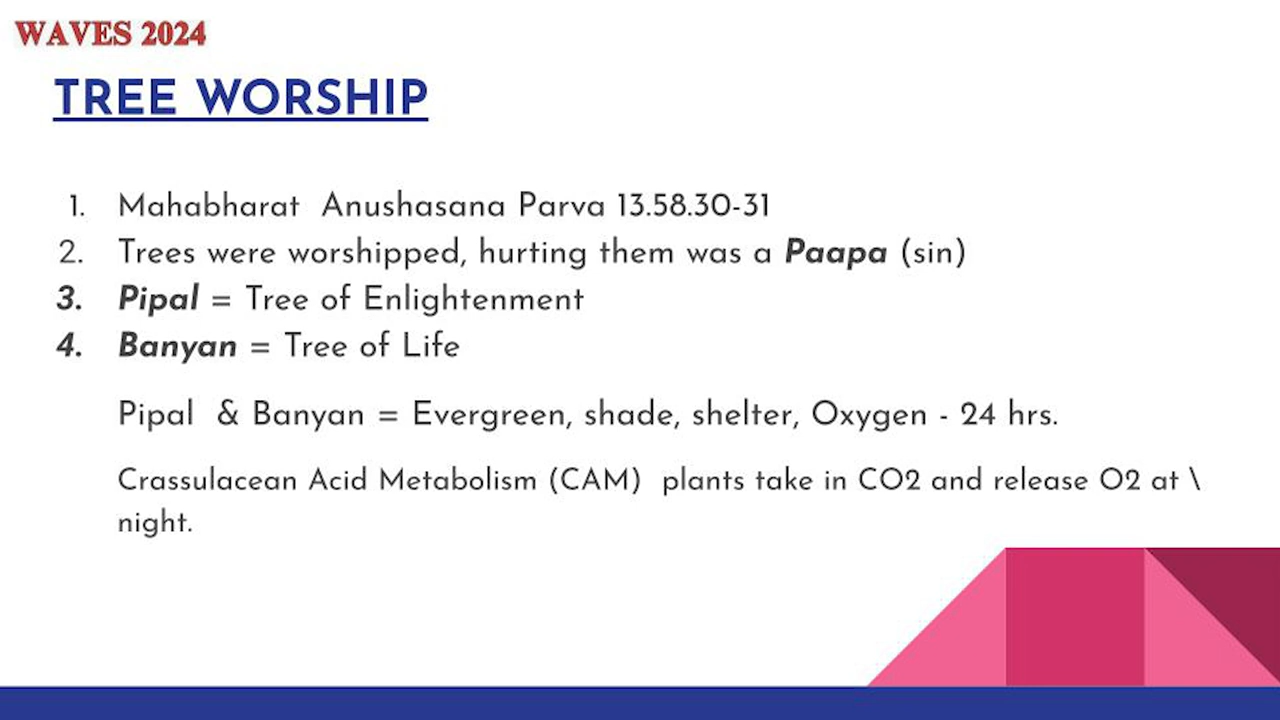 WAVES 2024
TREE WORSHIP
1. Mahabharat Anushasana Parva 13.58.30-31
2. Trees were worshipped, hurting them was a Paapa (sin)
3. Pipal = Tree of Enlightenment
4. Banyan = Tree of Life
Pipal & Banyan = Evergreen, shade, shelter, Oxygen - 24 hrs.
Crassulacean Acid Metabolism (CAM) plants take in CO2 and release O2 at \
night.